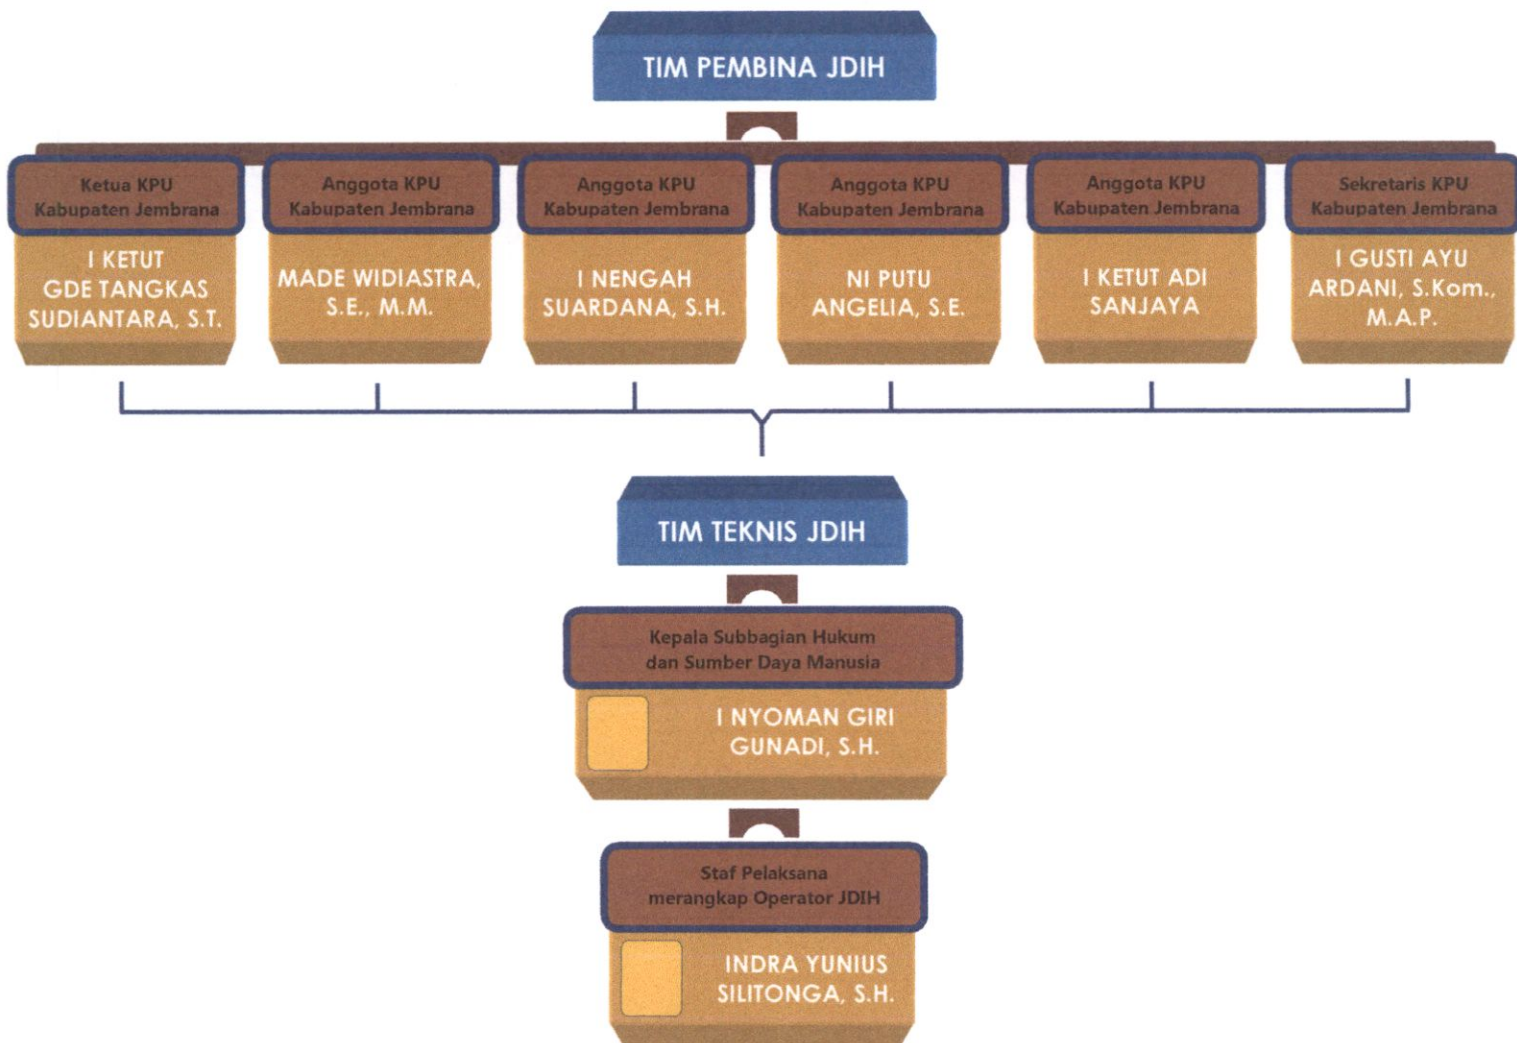 TIM PEMBINA JDIH
Ketua KPU
Kabupaten Jembrana
I KETUT
GDE TANGKAS
SUDIANTARA, S.T.
Anggota KPU
Kabupaten Jembrana
MADE WIDIASTRA,
S.E., M.M.
Anggota KPU
Kabupaten Jembrana
I NENGAH
SUARDANA, S.H.
Anggota KPU
Kabupaten Jembrana
NI PUTU
ANGELIA, S.E.
Anggota KPU
Kabupaten Jembrana
I KETUT ADI
SANJAYA
Sekretaris KPU
Kabupaten Jembrana
I GUSTI AYU
ARDANI, S.Kom.,
M.A.P.
TIM TEKNIS JDIH
Kepala Subbagian Hukum
dan Sumber Daya Manusia
I NYOMAN GIRI
GUNADI, S.H.
Staf Pelaksana
merangkap Operator JDIH
INDRA YUNIUS
SILITONGA, S.H.